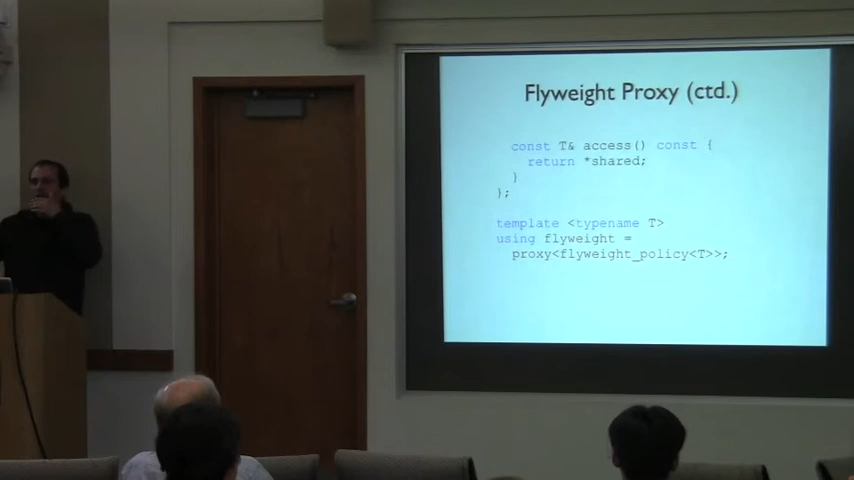 Flyweight Proxy (ctd.)
const T& access() const {
return *shared;
}
};
template <typename T>
using flyweight =
proxy<flyweight_policy<T>>;